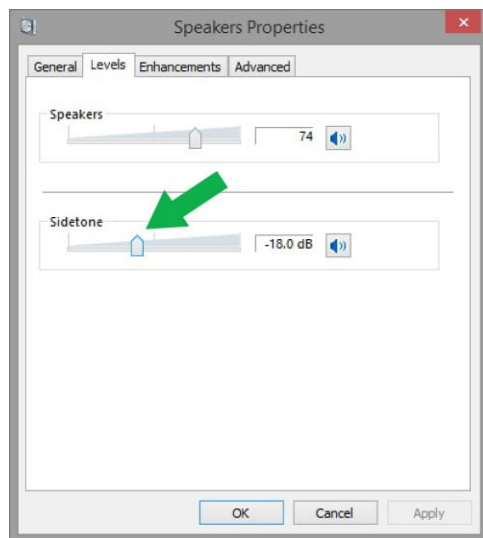 Speakers Properties
General Levels Enhancements Advanced
Speakers
74
Sidetone
-18.0 dB
OK Cancel Apply